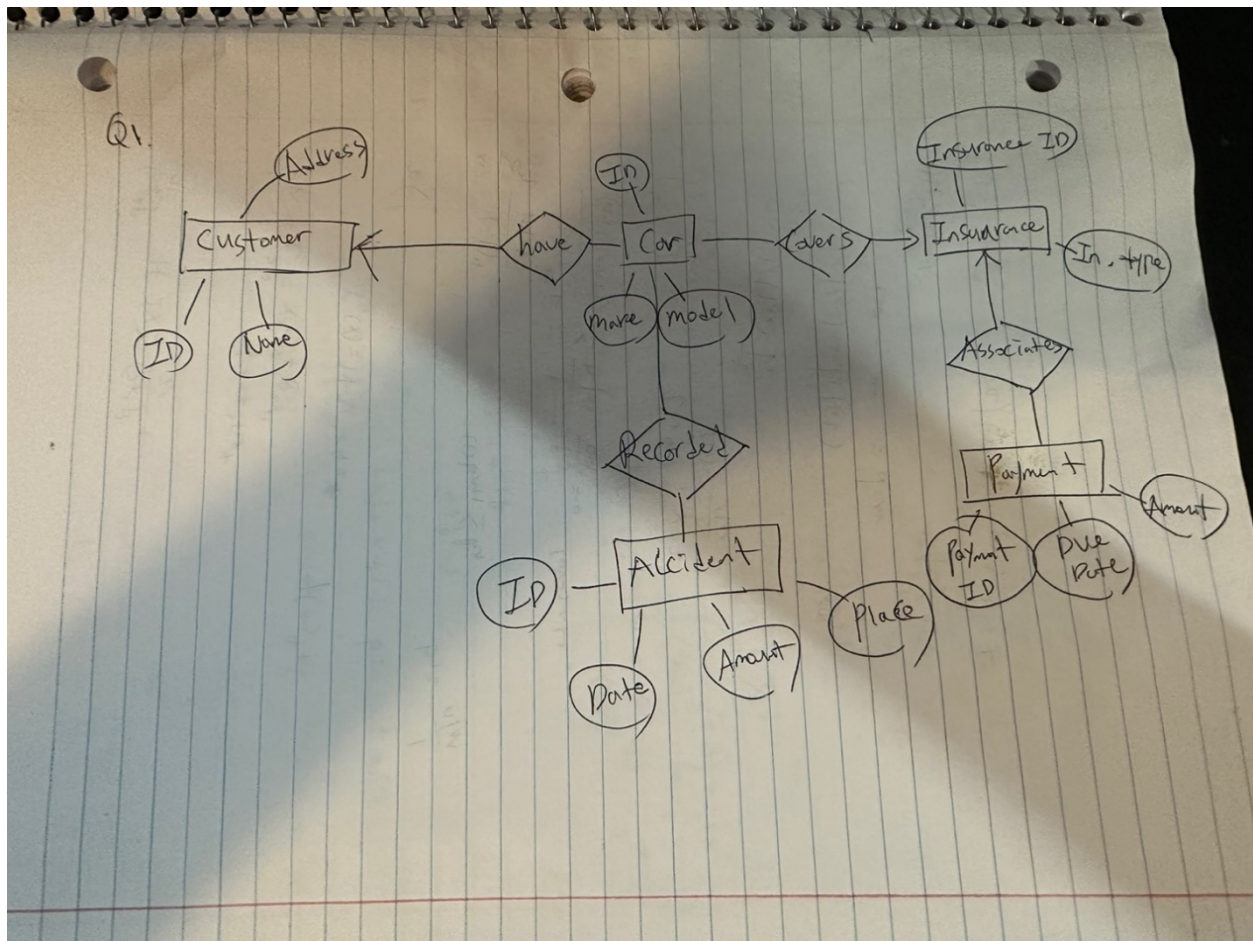 Q1.
Address
ID
Insurance ID
Customer
have
Car
covers
Insuarance
In. type
ID
Name
make
model
Associates
Recorded
Payment
Amount
Accident
Payment
ID
Due
Date
ID
Place
Date
Amount